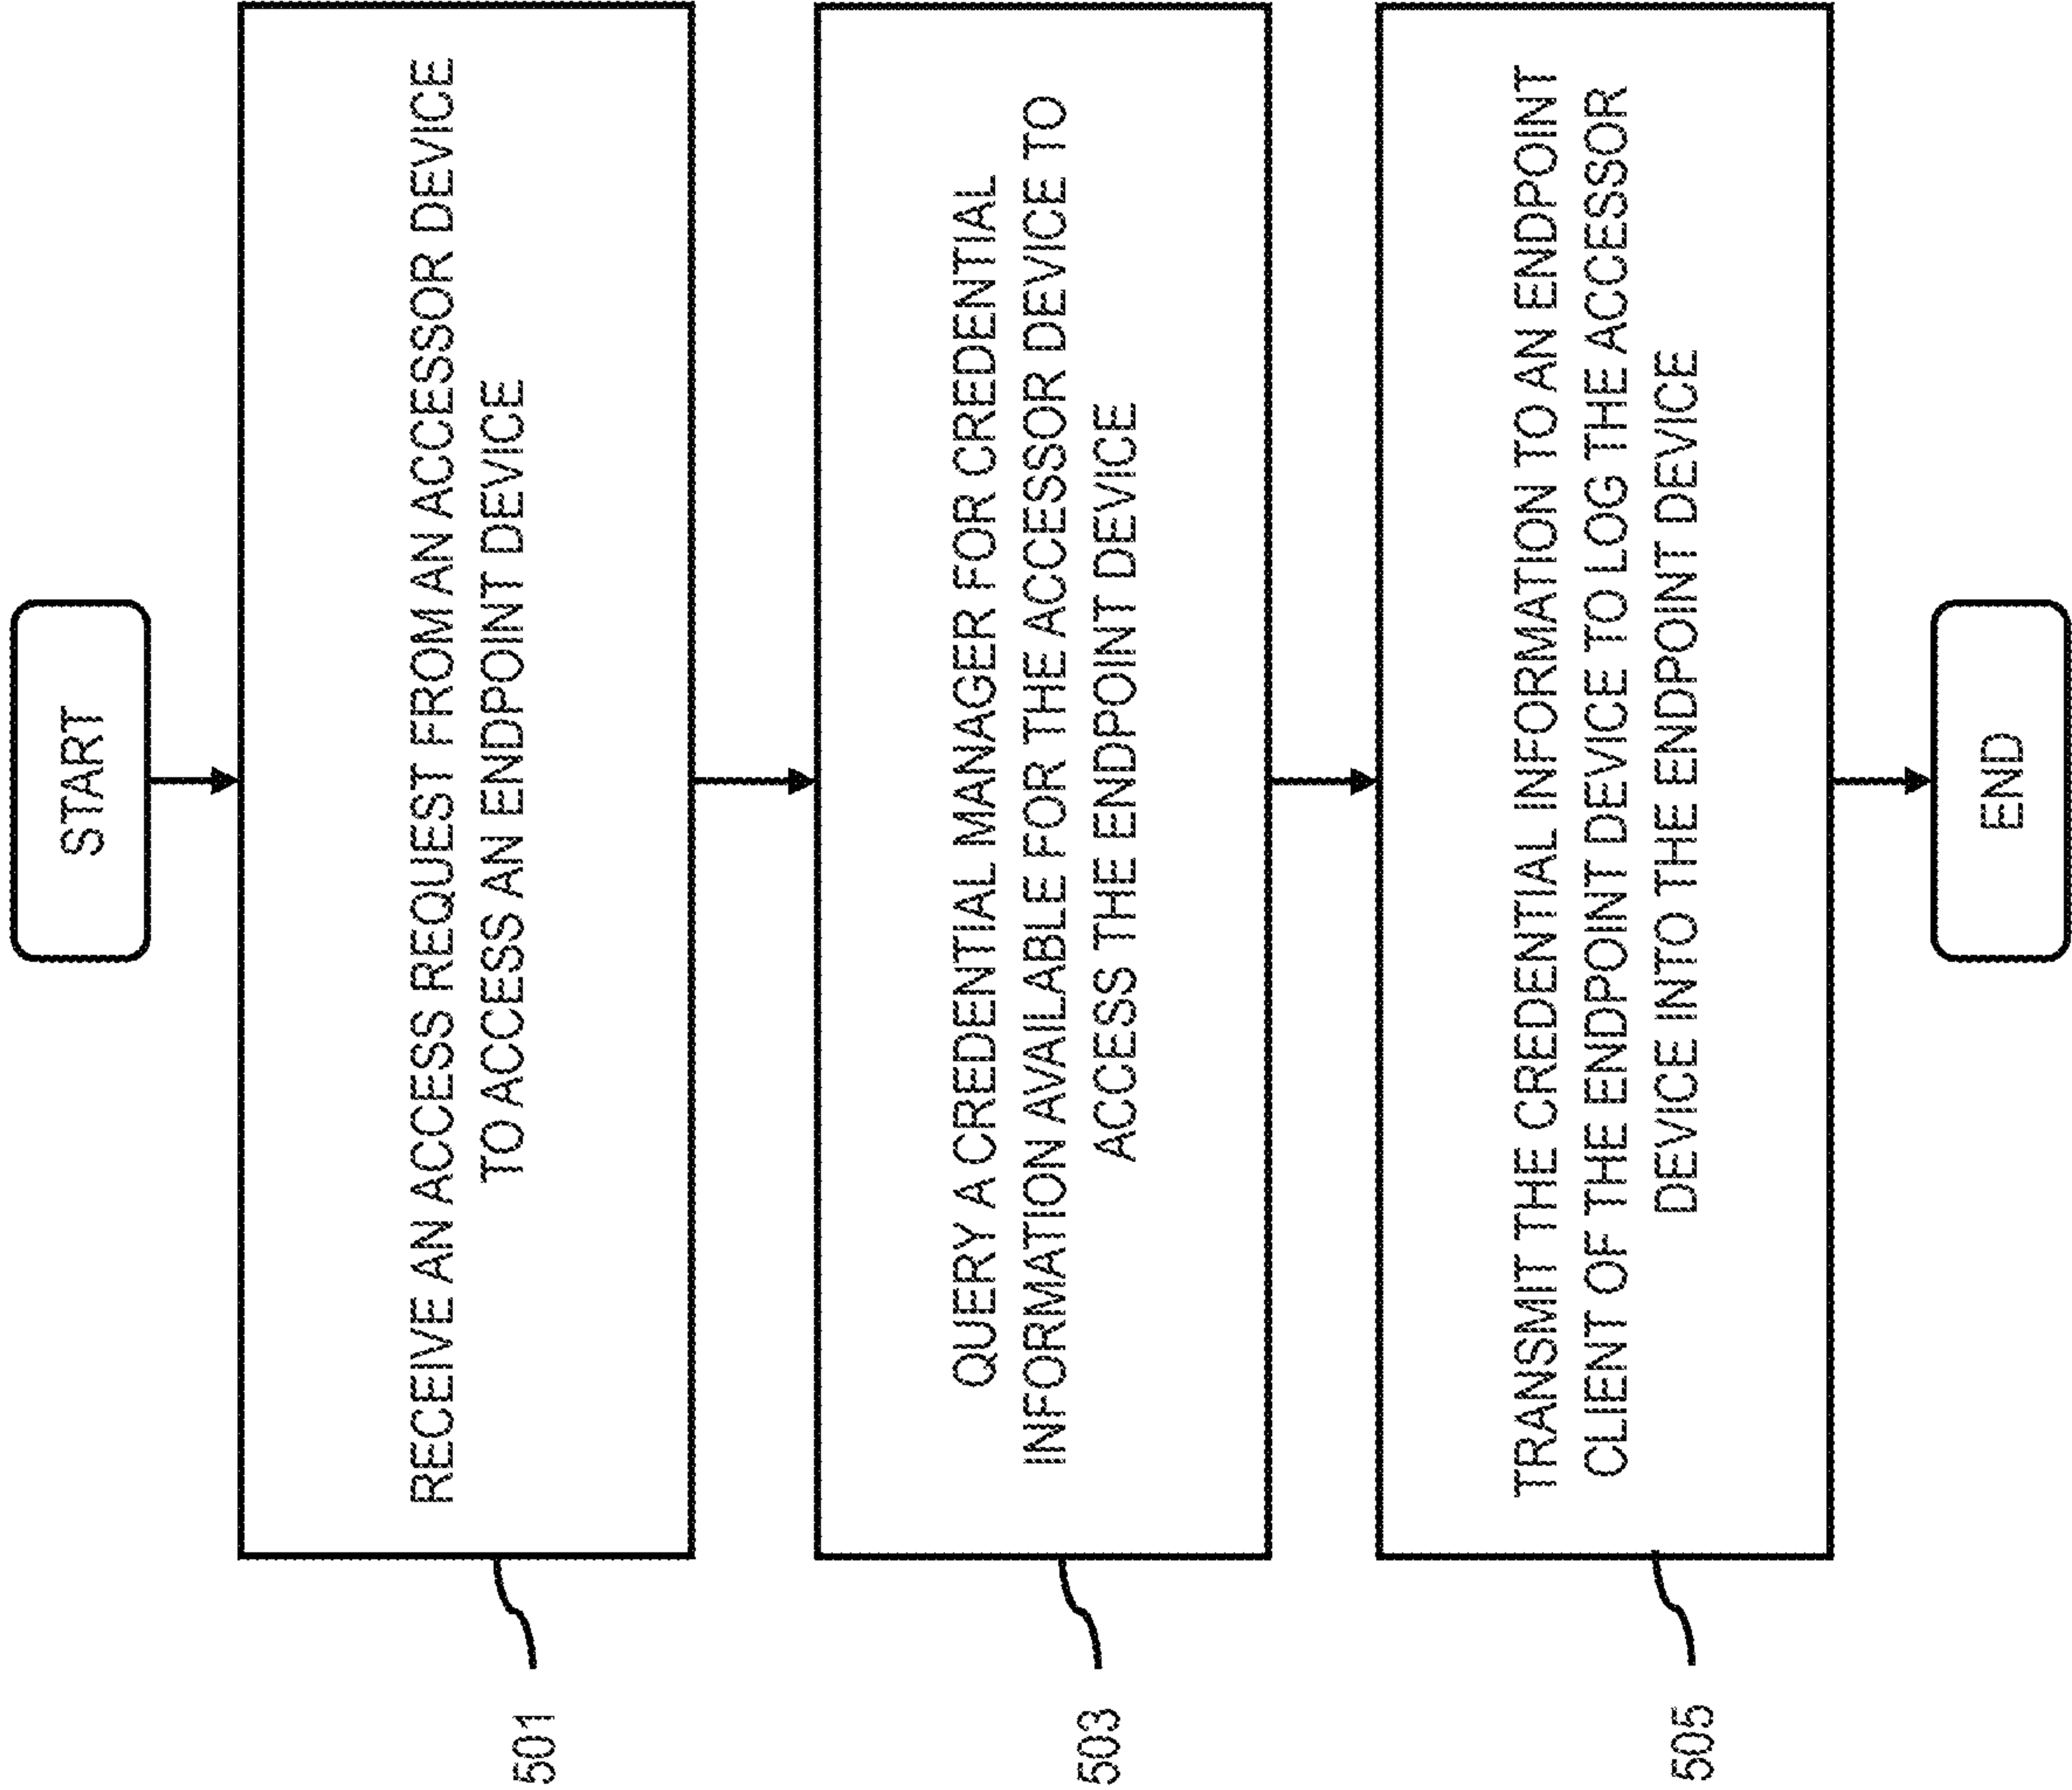 START
RECEIVE AN ACCESS REQUEST FROM AN ACCESSOR DEVICE
TO ACCESS AN ENDPOINT DEVICE
501
QUERY A CREDENTIAL MANAGER FOR CREDENTIAL
INFORMATION AVAILABLE FOR THE ACCESSOR DEVICE TO
ACCESS THE ENDPOINT DEVICE
503
TRANSMIT THE CREDENTIAL INFORMATION TO AN ENDPOINT
CLIENT OF THE ENDPOINT DEVICE TO LOG THE ACCESSOR
DEVICE INTO THE ENDPOINT DEVICE
505
END